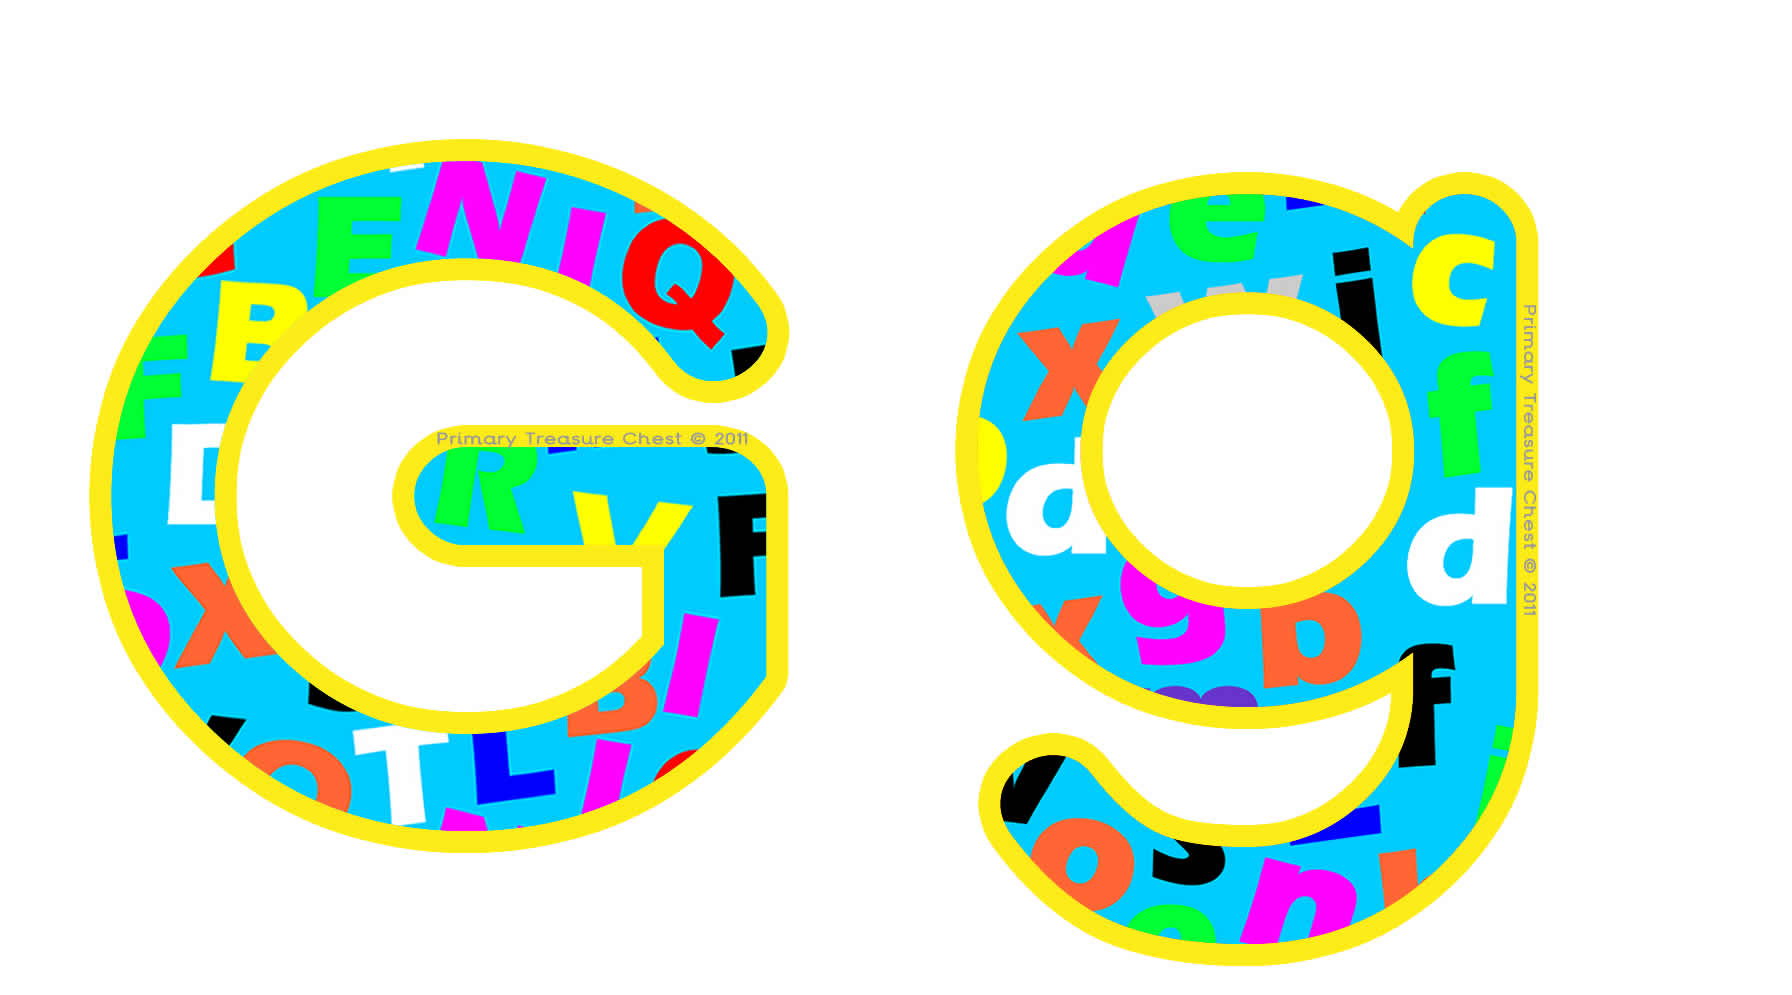 G g
Primary Treasure Chest © 2011
Primary Treasure Chest © 2011
E N I Q
B
F
D
R V F
X
I
B
T L I
O
e
c
j
x
f
d d
g p
x
f
o s n